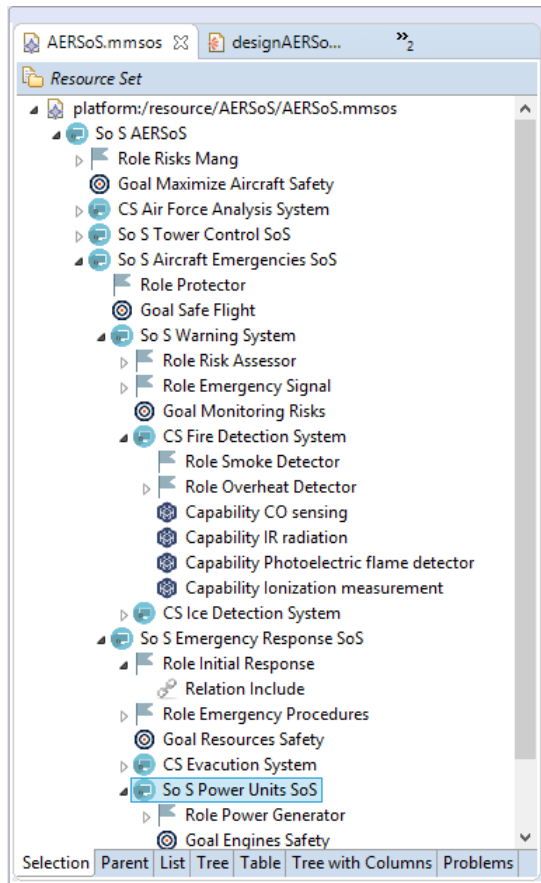 AERSoS.mmsos designAERSo... »2
Resource Set
platform:/resource/AERSoS/AERSoS.mmsos
So S AERSoS
Role Risks Mang
Goal Maximize Aircraft Safety
CS Air Force Analysis System
So S Tower Control SoS
So S Aircraft Emergencies SoS
Role Protector
Goal Safe Flight
So S Warning System
Role Risk Assessor
Role Emergency Signal
Goal Monitoring Risks
CS Fire Detection System
Role Smoke Detector
Role Overheat Detector
Capability CO sensing
Capability IR radiation
Capability Photoelectric flame detector
Capability Ionization measurement
CS Ice Detection System
So S Emergency Response SoS
Role Initial Response
Relation Include
Role Emergency Procedures
Goal Resources Safety
CS Evacution System
So S Power Units SoS
Role Power Generator
Goal Engines Safety
Selection Parent List Tree Table Tree with Columns Problems